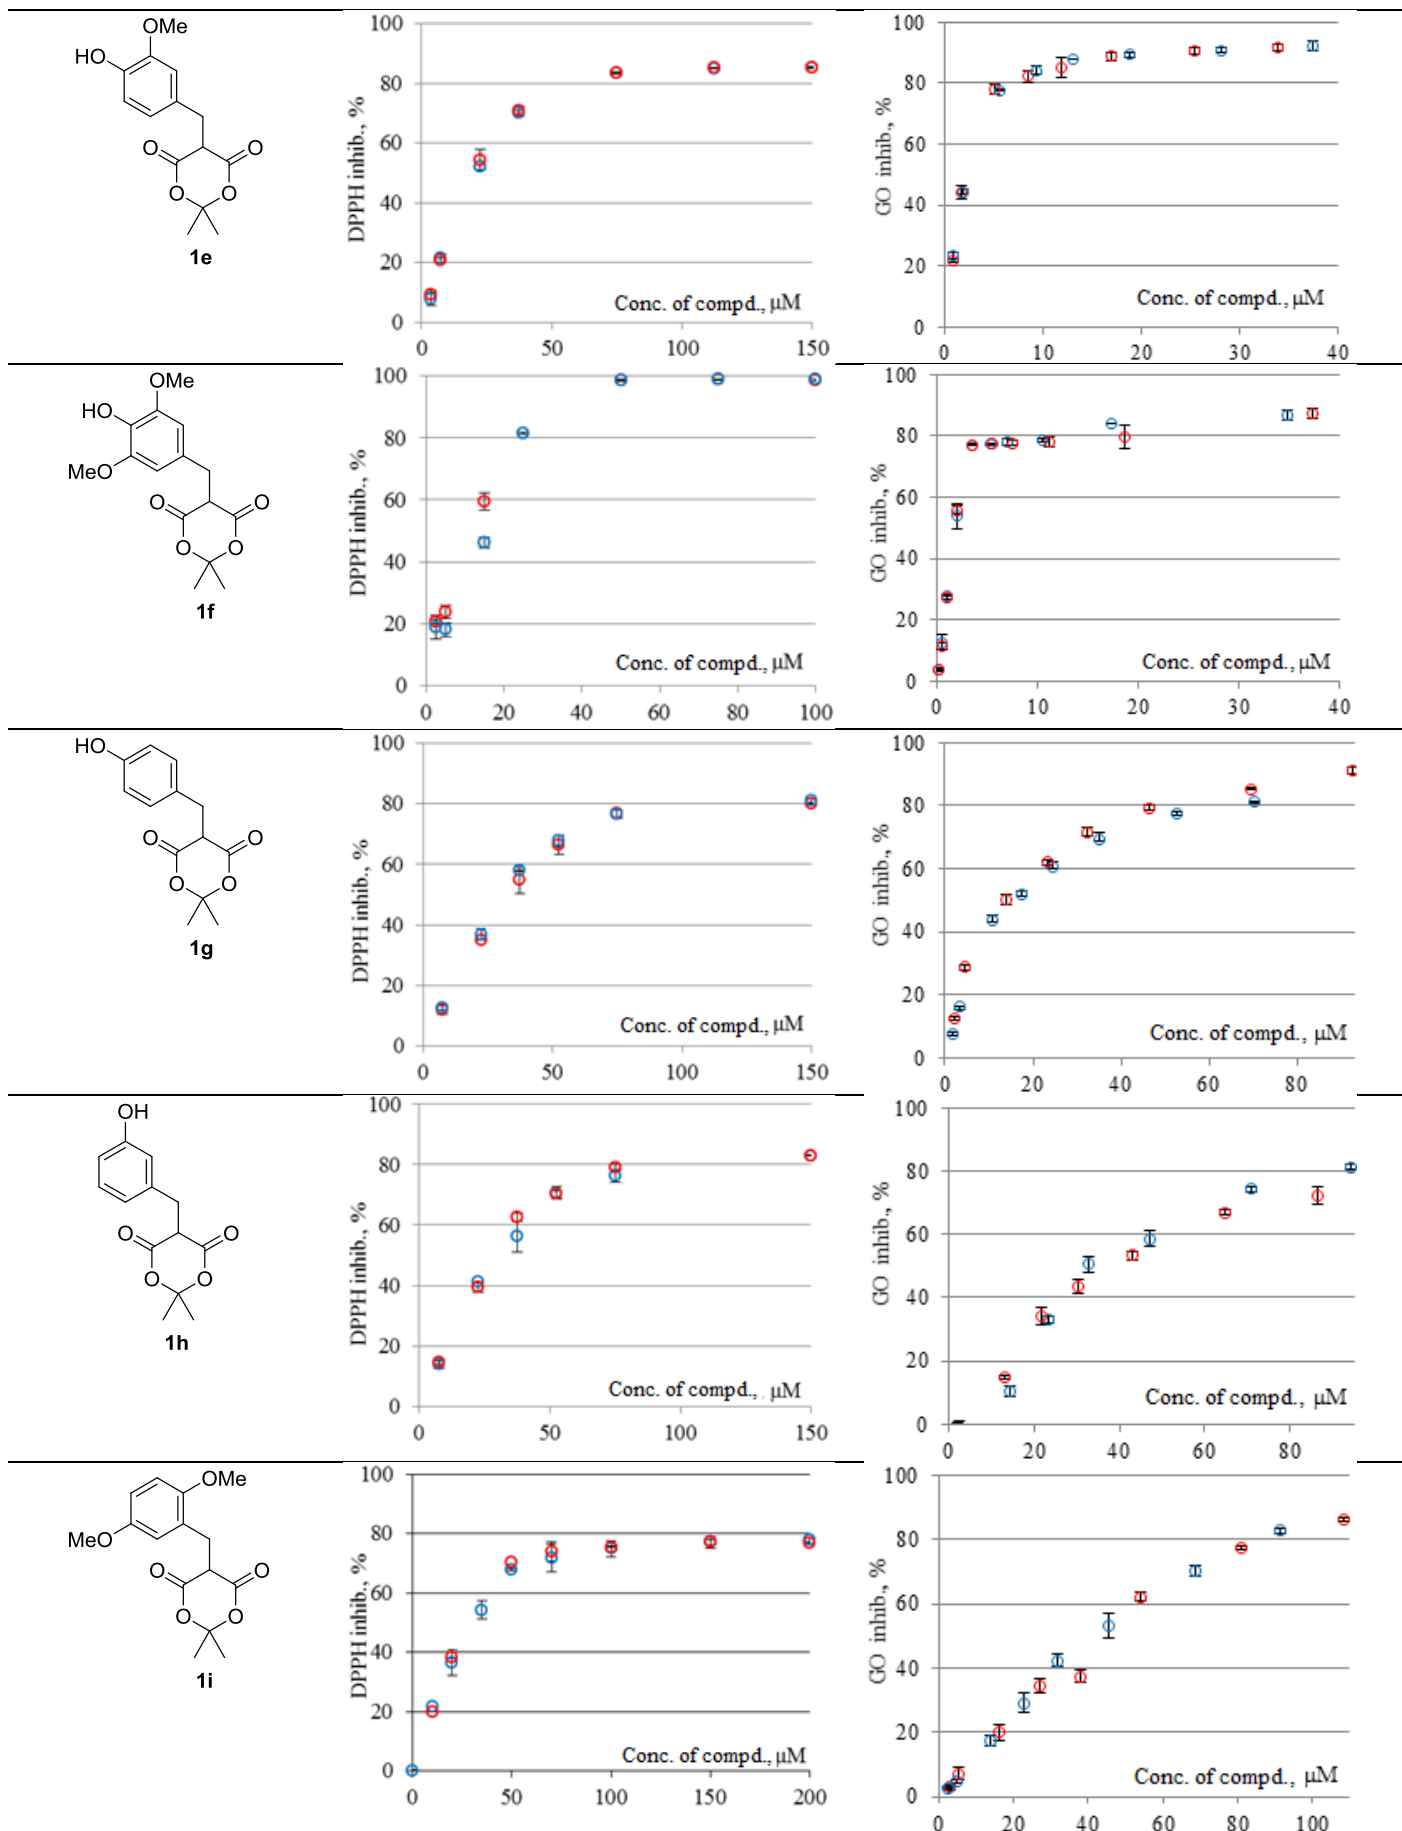 OMe
HO
O
O
O
O
1e
DPPH inhib., %
100
80
60
40
20
0
Conc. of compd., μM
0 50 100 150
GO inhib., %
100
80
60
40
20
0
Conc. of compd., μM
0 10 20 30 40
OMe
HO
MeO
O
O
O
O
1f
DPPH inhib., %
100
80
60
40
20
0
Conc. of compd., μM
0 20 40 60 80 100
GO inhib., %
100
80
60
40
20
0
Conc. of compd., μM
0 10 20 30 40
HO
O
O
O
O
1g
DPPH inhib., %
100
80
60
40
20
0
Conc. of compd., μM
0 50 100 150
GO inhib., %
100
80
60
40
20
0
Conc. of compd., μM
0 20 40 60 80
OH
O
O
O
O
1h
DPPH inhib., %
100
80
60
40
20
0
Conc. of compd., μM
0 50 100 150
GO inhib., %
100
80
60
40
20
0
Conc. of compd., μM
0 20 40 60 80
OMe
MeO
O
O
O
O
1i
DPPH inhib., %
100
80
60
40
20
0
Conc. of compd., μM
0 50 100 150 200
GO inhib., %
100
80
60
40
20
0
Conc. of compd., μM
0 20 40 60 80 100